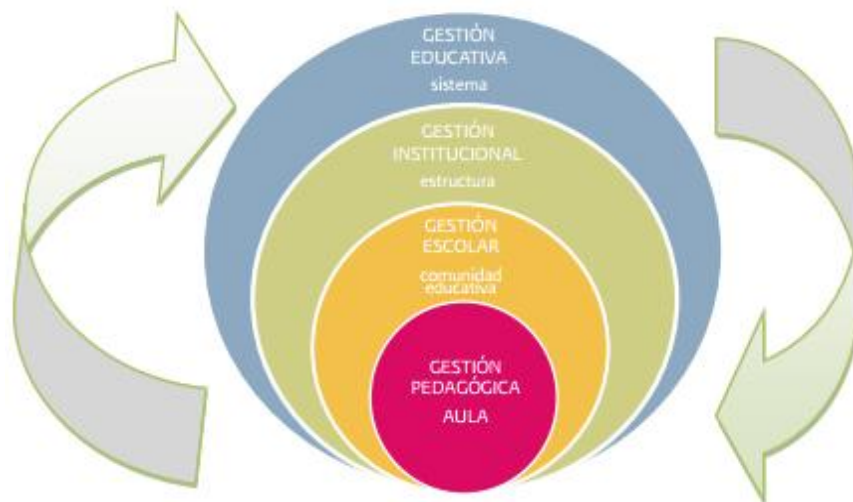 GESTIÓN
EDUCATIVA
sistema
GESTIÓN
INSTITUCIONAL
estructura
GESTIÓN
ESCOLAR
comunidad
educativa
GESTIÓN
PEDAGÓGICA
AULA